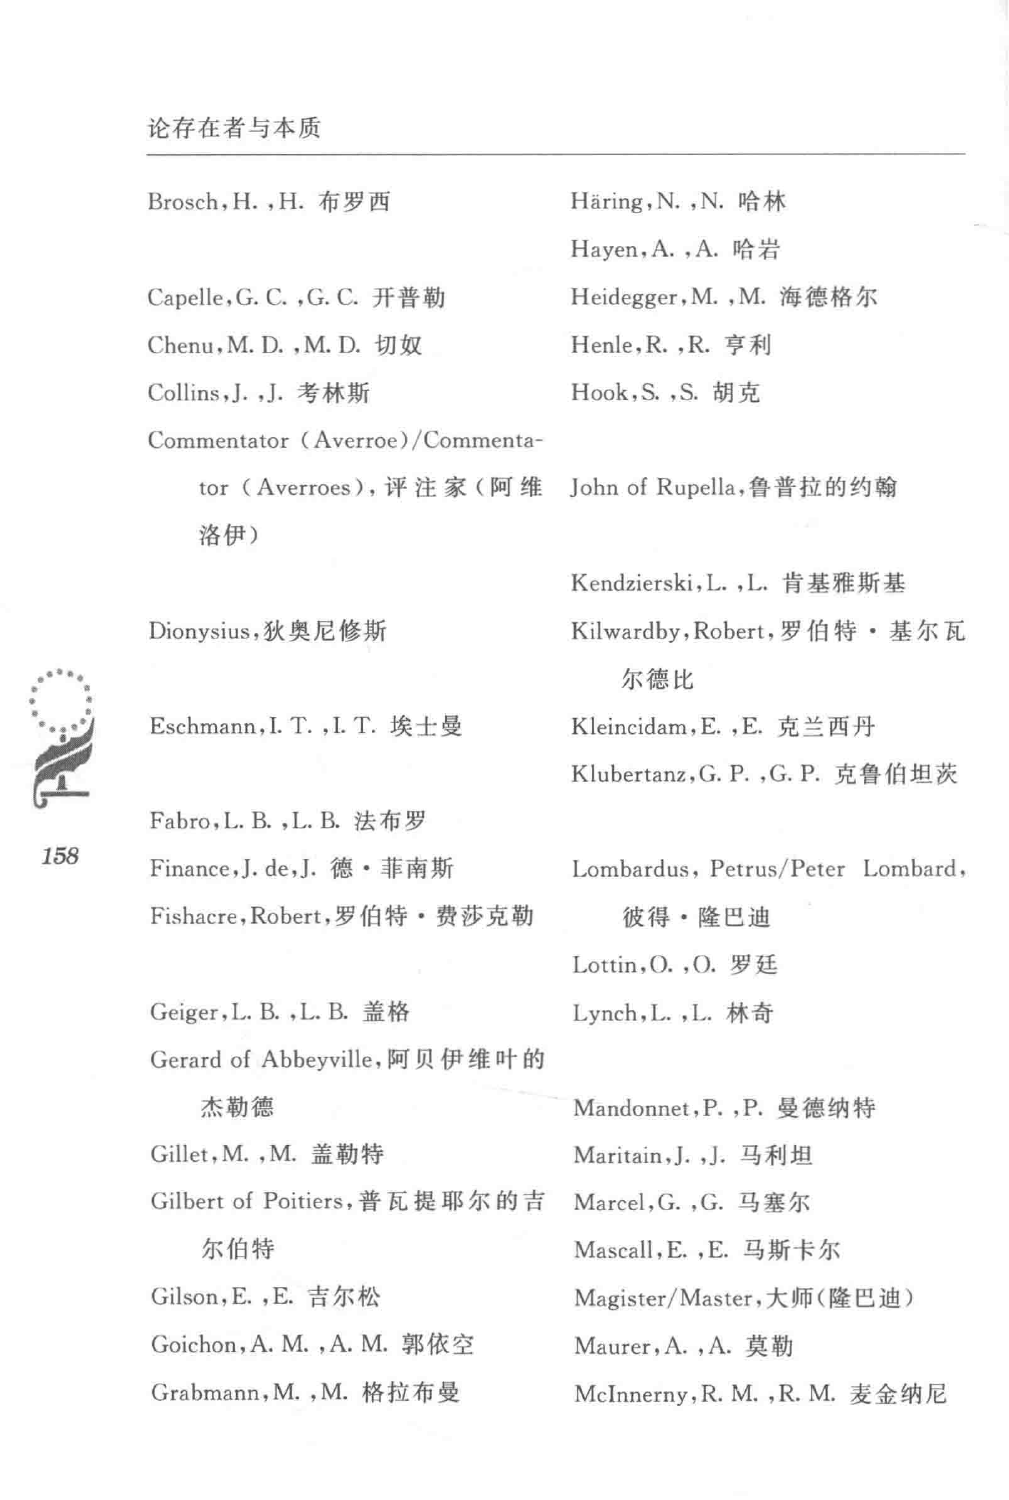 论存在者与本质
Brosch,H. ,H. 布罗西
Capelle,G. C. ,G. C. 开普勒
Chenu,M. D. ,M. D. 切奴
Collins,J. ,J. 考林斯
Commentator (Averroe)/Commenta-
tor (Averroes),评注家(阿维
洛伊)
Dionysius,狄奥尼修斯
Eschmann,I. T. ,I. T. 埃士曼
Fabro,L. B. ,L. B. 法布罗
Finance,J. de,J. 德·菲南斯
Fishacre,Robert,罗伯特·费莎克勒
Geiger,L. B. ,L. B. 盖格
Gerard of Abbeyville,阿贝伊维叶的
杰勒德
Gillet,M. ,M. 盖勒特
Gilbert of Poitiers,普瓦提耶尔的吉
尔伯特
Gilson,E. ,E. 吉尔松
Goichon,A. M. ,A. M. 郭依空
Grabmann,M. ,M. 格拉布曼
Häring,N. ,N. 哈林
Hayen,A. ,A. 哈岩
Heidegger,M. ,M. 海德格尔
Henle,R. ,R. 亨利
Hook,S. ,S. 胡克
John of Rupella,鲁普拉的约翰
Kendzierski,L. ,L. 肯基雅斯基
Kilwardby,Robert,罗伯特·基尔瓦
尔德比
Kleincidam,E. ,E. 克兰西丹
Klubertanz,G. P. ,G. P. 克鲁伯坦茨
Lombardus, Petrus/Peter Lombard,
彼得·隆巴迪
Lottin,O. ,O. 罗廷
Lynch,L. ,L. 林奇
Mandonnet,P. ,P. 曼德纳特
Maritain,J. ,J. 马利坦
Marcel,G. ,G. 马塞尔
Mascall,E. ,E. 马斯卡尔
Magister/Master,大师(隆巴迪)
Maurer,A. ,A. 莫勒
McInnerny,R. M. ,R. M. 麦金纳尼
158